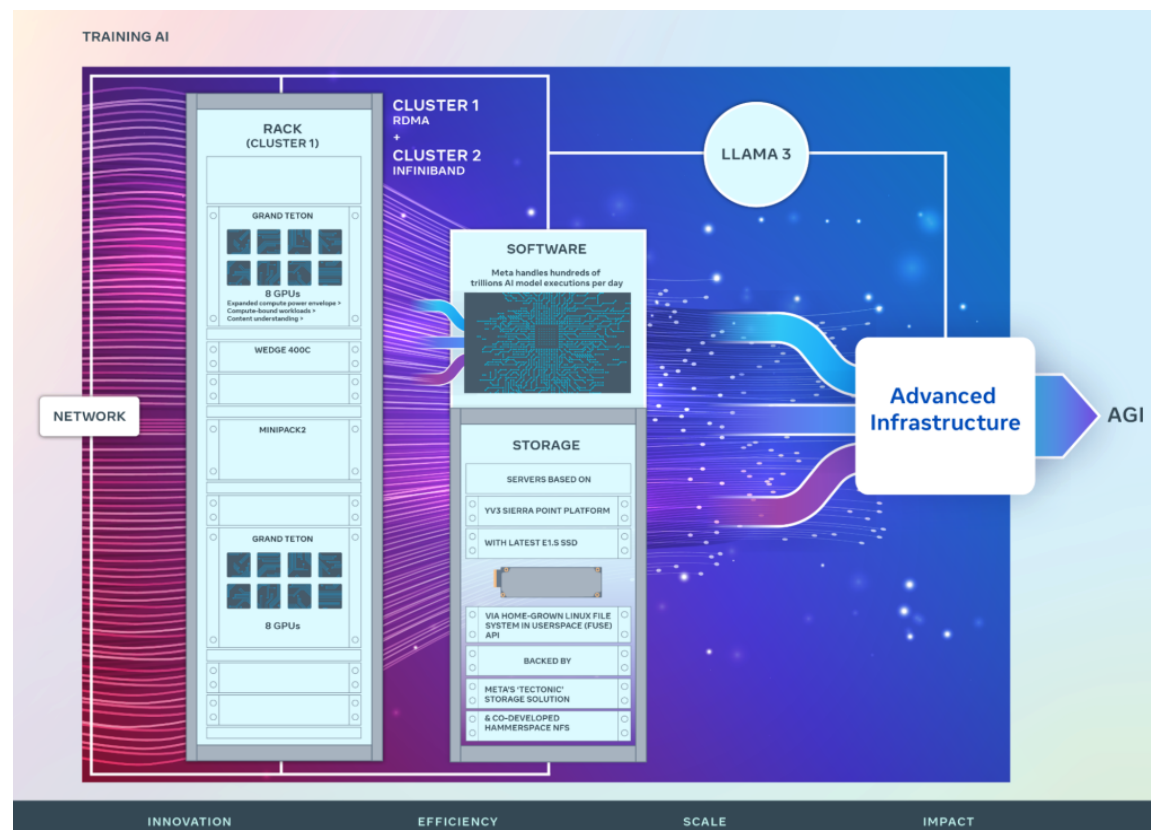 TRAINING AI
RACK
(CLUSTER 1)
GRAND TETON
8 GPUs
Expanded compute power envelope >
Compute-bound workloads >
Content understanding >
WEDGE 400C
MINIPACK2
GRAND TETON
8 GPUs
NETWORK
CLUSTER 1
RDMA
+
CLUSTER 2
INFINIBAND
SOFTWARE
Meta handles hundreds of
trillions AI model executions per day
STORAGE
SERVERS BASED ON
YV3 SIERRA POINT PLATFORM
WITH LATEST E1.S SSD
VIA HOME-GROWN LINUX FILE
SYSTEM IN USERSPACE (FUSE)
API
BACKED BY
META'S 'TECTONIC'
STORAGE SOLUTION
& CO-DEVELOPED
HAMMERSPACE NFS
LLAMA 3
Advanced
Infrastructure
AGI
INNOVATION
EFFICIENCY
SCALE
IMPACT